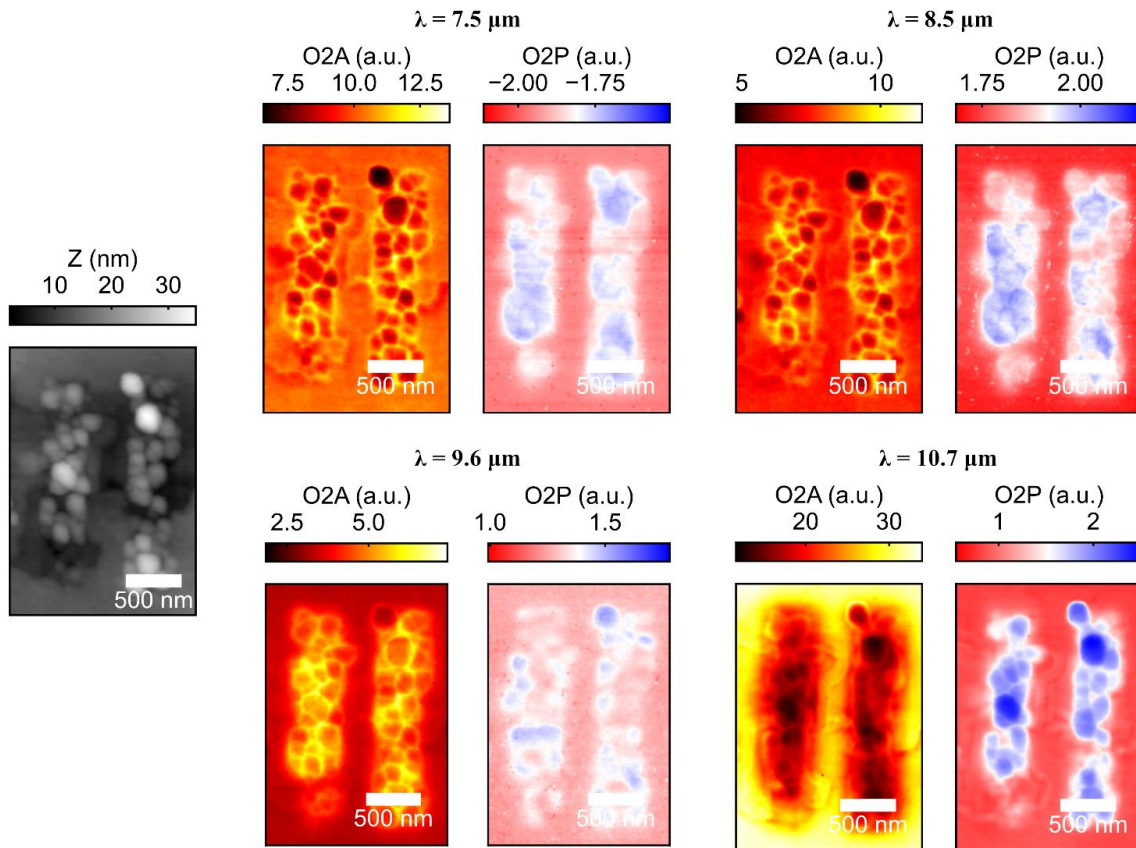 λ = 7.5 μm
O2A (a.u.)
7.5 10.0 12.5
500 nm
O2P (a.u.)
−2.00 −1.75
500 nm
λ = 8.5 μm
O2A (a.u.)
5 10
500 nm
O2P (a.u.)
1.75 2.00
500 nm
Z (nm)
10 20 30
500 nm
λ = 9.6 μm
O2A (a.u.)
2.5 5.0
500 nm
O2P (a.u.)
1.0 1.5
500 nm
λ = 10.7 μm
O2A (a.u.)
20 30
500 nm
O2P (a.u.)
1 2
500 nm